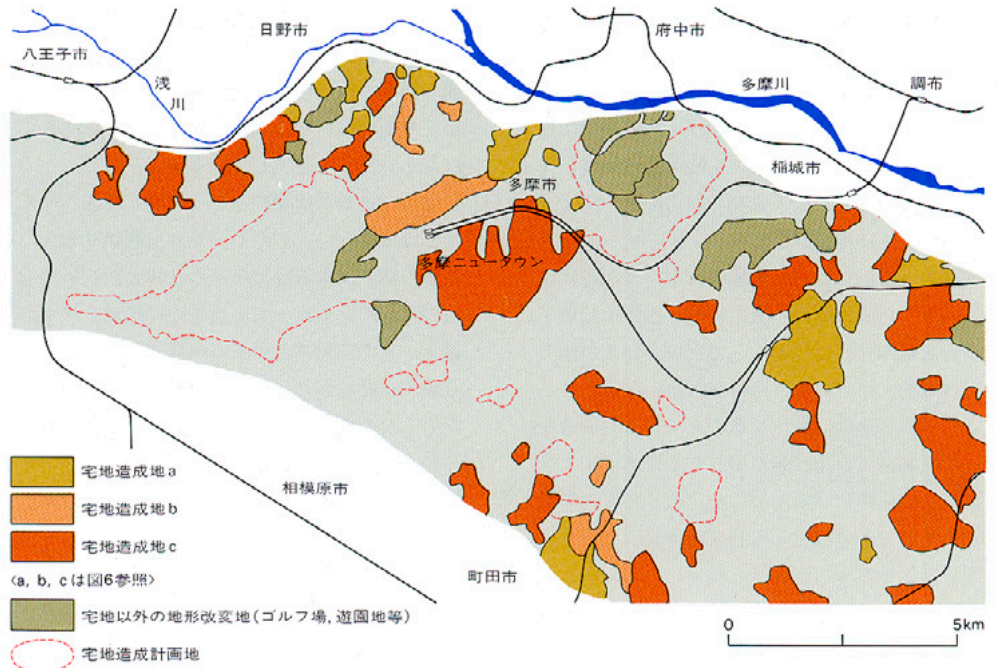 日野市
府中市
八王子市
浅川
多摩川
調布
稲城市
多摩市
多摩ニュータウン
宅地造成地a
宅地造成地b
宅地造成地c
〈a, b, cは図6参照〉
宅地以外の地形改変地(ゴルフ場,遊園地等)
宅地造成計画地
相模原市
町田市
0 5km